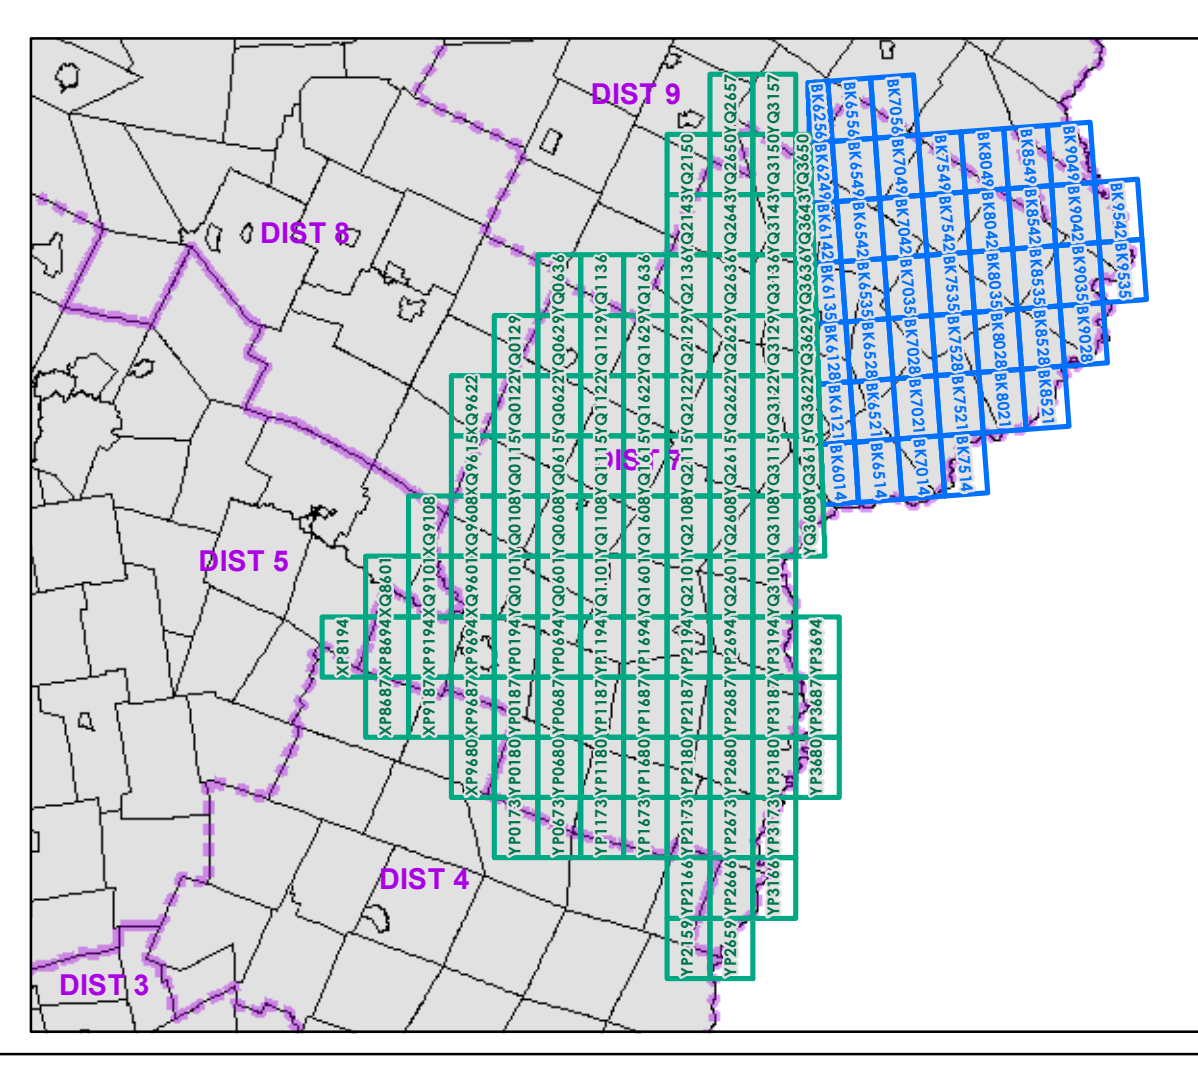 DIST 9
DIST 8
DIST 7
DIST 5
DIST 4
DIST 3
YQ2657 YQ3157
YQ2150 YQ2650 YQ3150 YQ3650
YQ2143 YQ2643 YQ3143 YQ3643
YQ0636 YQ1136 YQ1636 YQ2136 YQ2636 YQ3136 YQ3636
YQ0129 YQ0629 YQ1129 YQ1629 YQ2129 YQ2629 YQ3129 YQ3629
XQ9622 YQ0122 YQ0622 YQ1122 YQ1622 YQ2122 YQ2622 YQ3122 YQ3622
XQ9615 YQ0115 YQ0615 YQ1115 YQ1615 YQ2115 YQ2615 YQ3115 YQ3615
XQ9108 XQ9608 YQ0108 YQ0608 YQ1108 YQ1608 YQ2108 YQ2608 YQ3108 YQ3608
XQ8601 XQ9101 XQ9601 YQ0101 YQ0601 YQ1101 YQ1601 YQ2101 YQ2601 YQ3101
XP8194 XP8694 XP9194 XP9694 YP0194 YP0694 YP1194 YP1694 YP2194 YP2694 YP3194 YP3694
XP8687 XP9187 XP9687 YP0187 YP0687 YP1187 YP1687 YP2187 YP2687 YP3187 YP3687
XP9680 YP0180 YP0680 YP1180 YP1680 YP2180 YP2680 YP3180 YP3680
YP0173 YP0673 YP1173 YP1673 YP2173 YP2673 YP3173
YP2166 YP2666 YP3166
YP2159 YP2659
BK6256 BK6556 BK7056
BK6249 BK6549 BK7049 BK7549 BK8049 BK8549 BK9049
BK6142 BK6542 BK7042 BK7542 BK8042 BK8542 BK9042 BK9542
BK6135 BK6535 BK7035 BK7535 BK8035 BK8535 BK9035 BK9535
BK6128 BK6528 BK7028 BK7528 BK8028 BK8528 BK9028
BK6121 BK6521 BK7021 BK7521 BK8021 BK8521
BK6014 BK6514 BK7014 BK7514